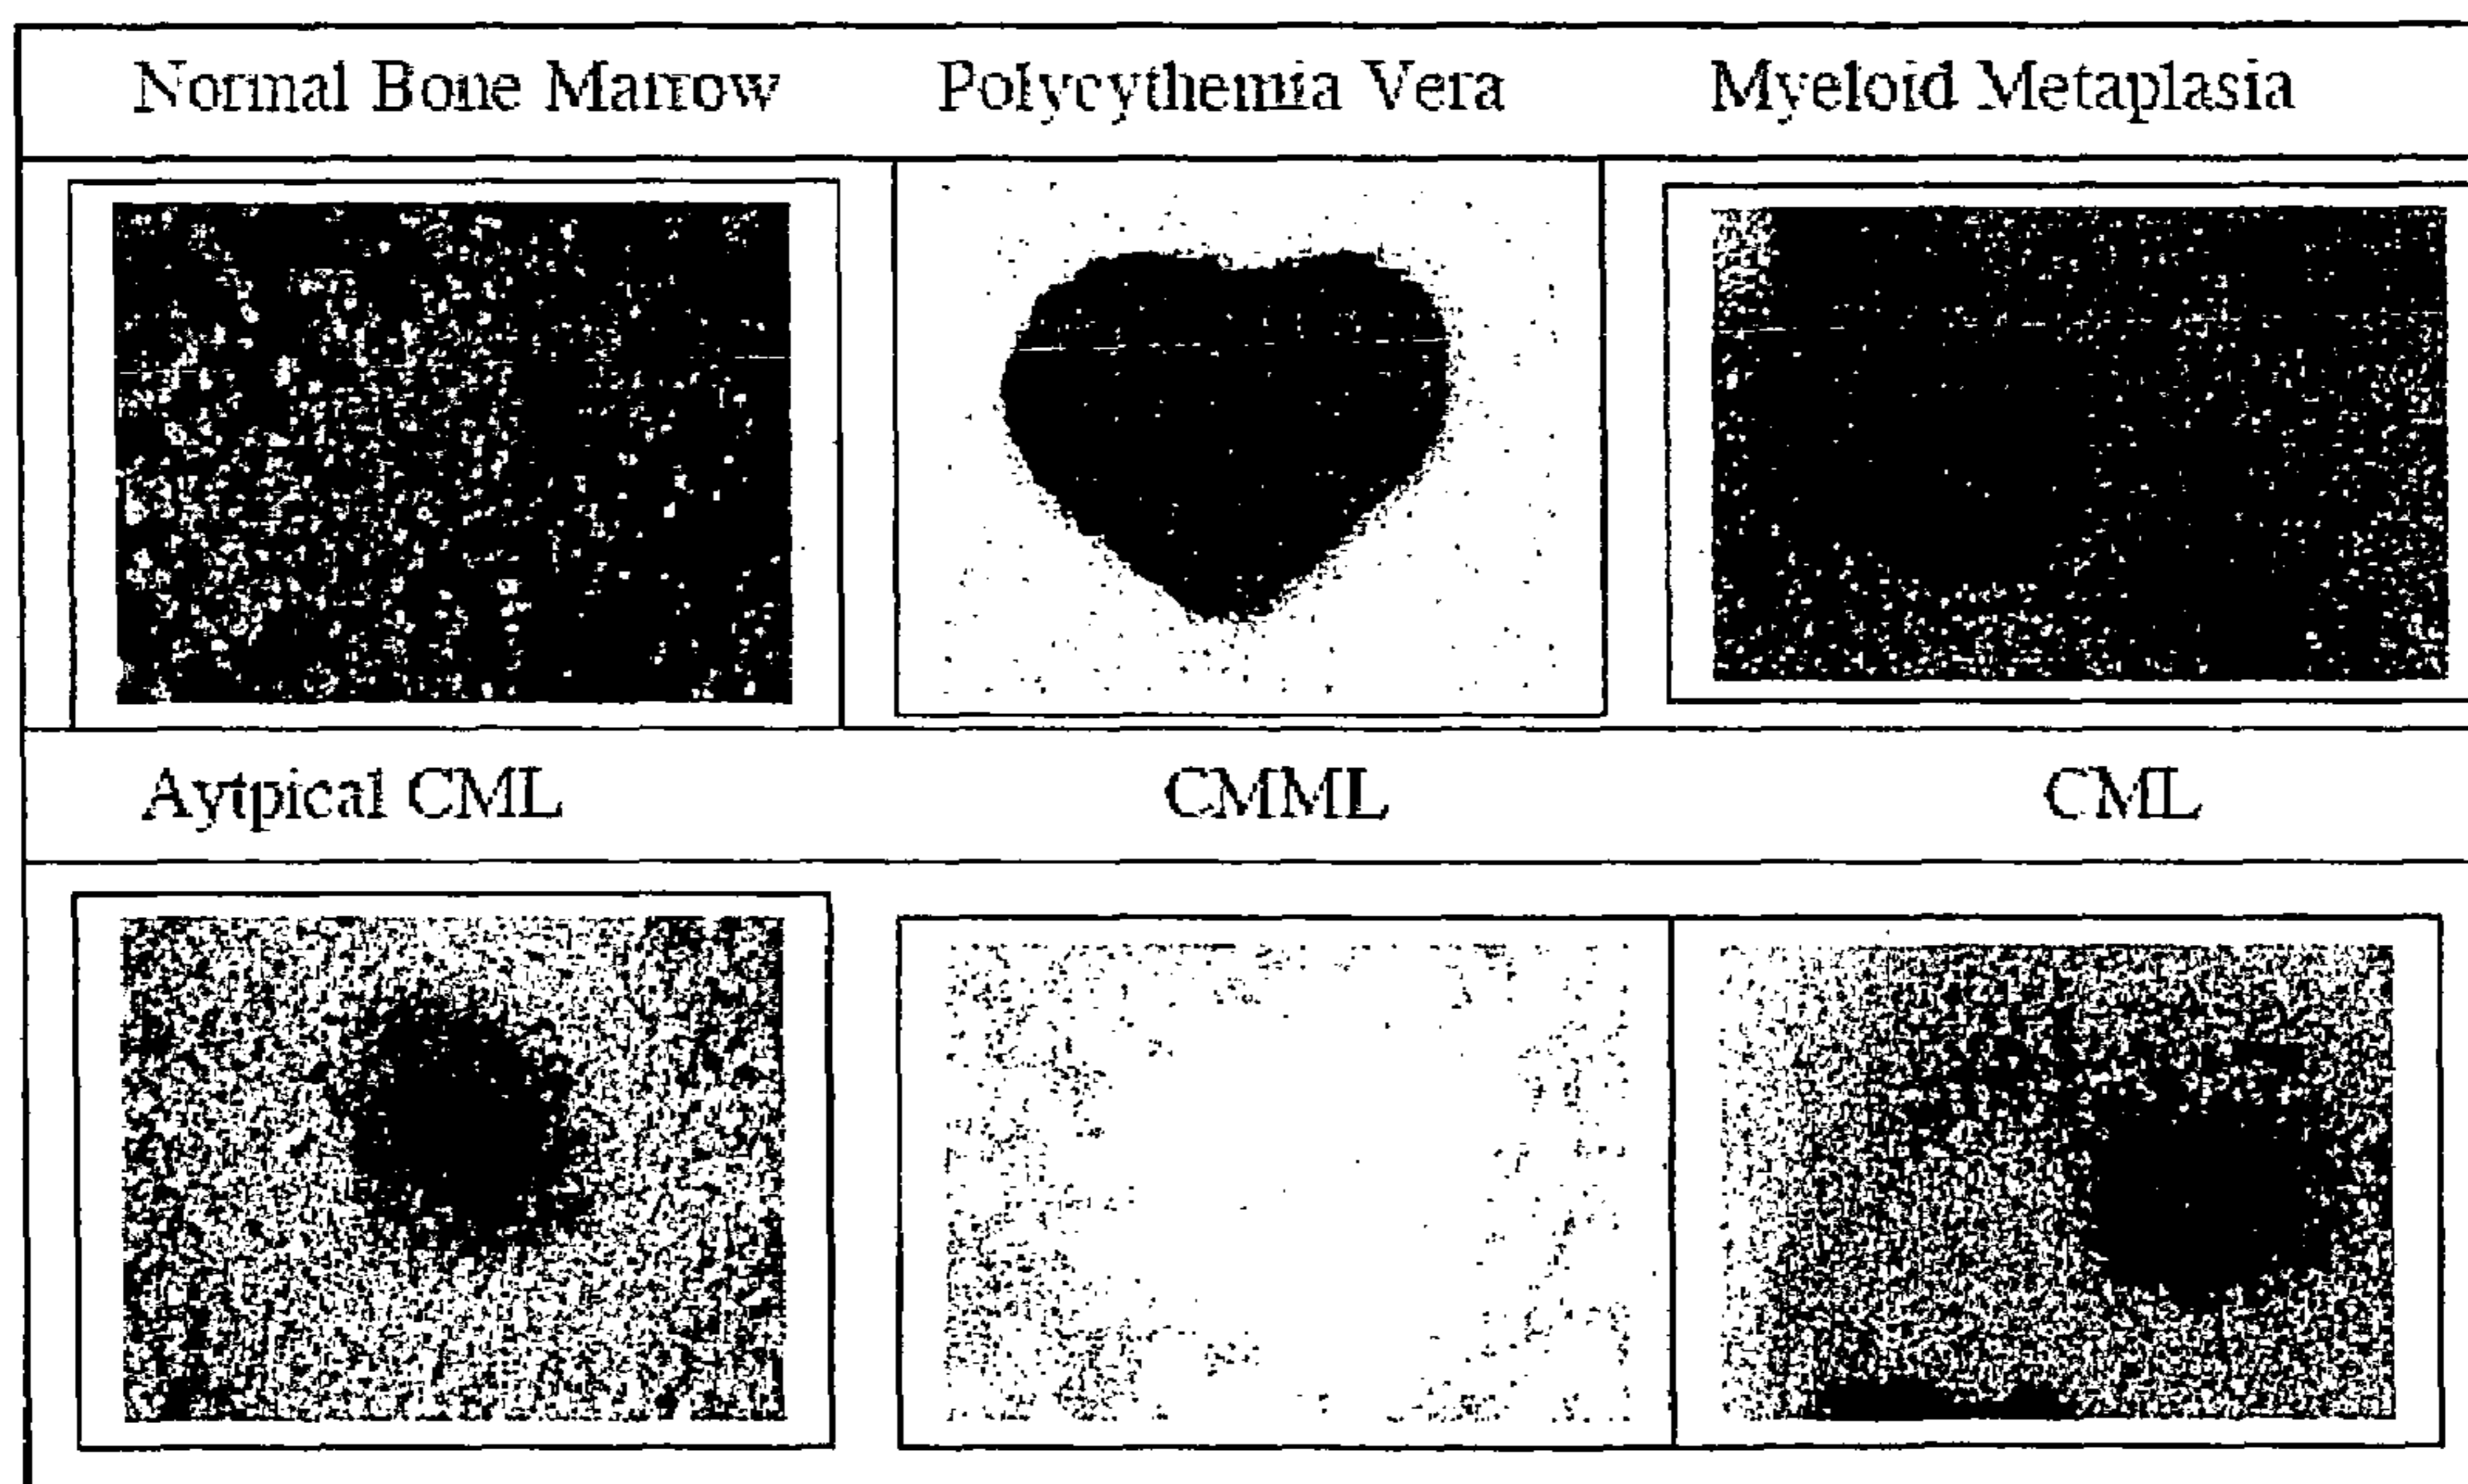 Normal Bone Marrow Polycythemia Vera Myeloid Metaplasia
Aytpical CML CMML CML